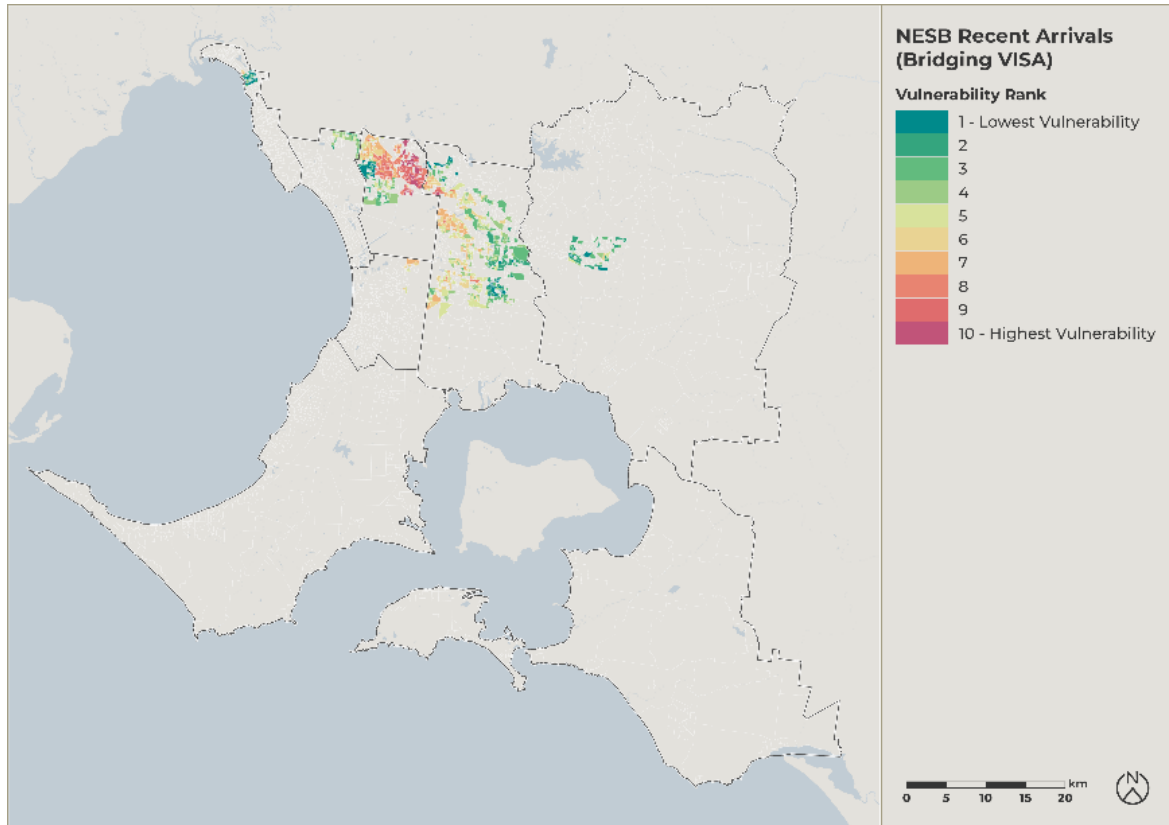 NESB Recent Arrivals
(Bridging VISA)
Vulnerability Rank
1 - Lowest Vulnerability
2
3
4
5
6
7
8
9
10 - Highest Vulnerability
km
0 5 10 15 20
N